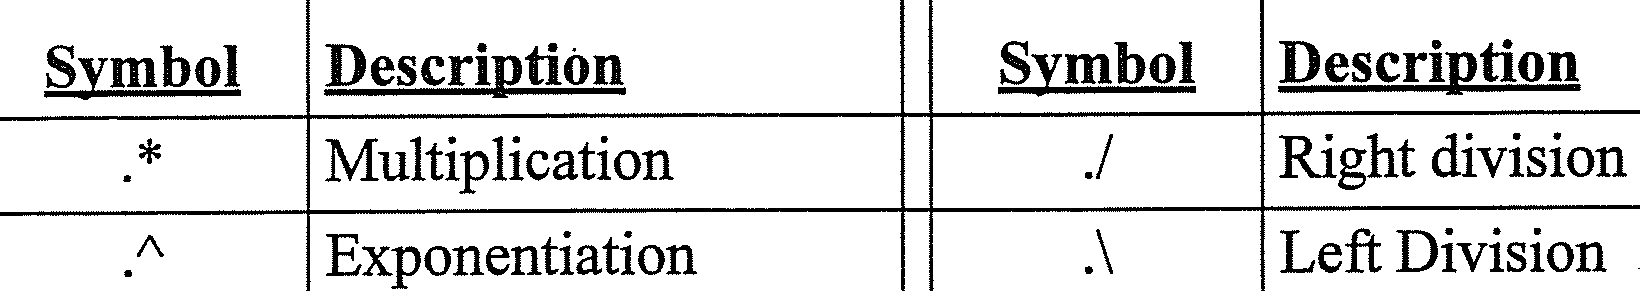 Symbol Description Symbol Description
.* Multiplication ./ Right division
.^ Exponentiation .\ Left Division